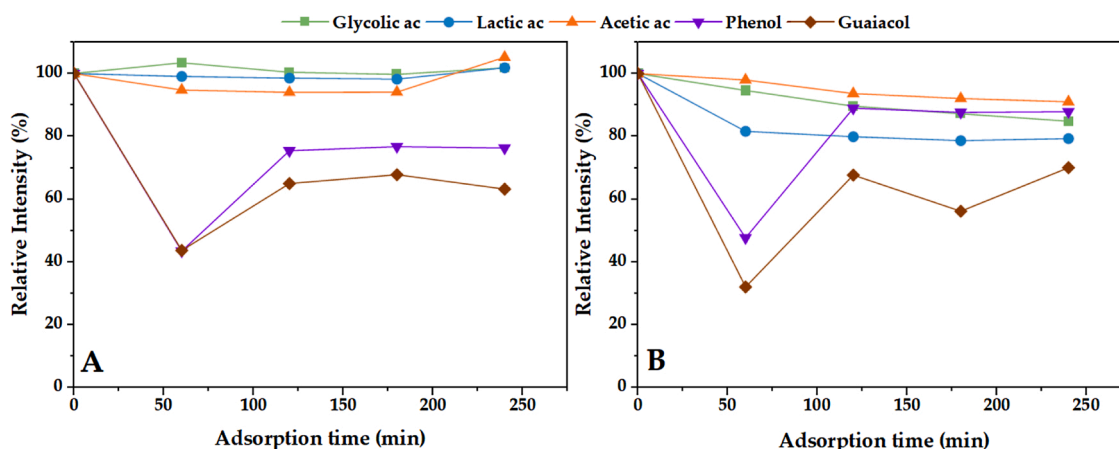 Glycolic ac Lactic ac Acetic ac Phenol Guaiacol
Relative Intensity (%)
100
80
60
40
20
0
A
0 50 100 150 200 250
Adsorption time (min)
Relative Intensity (%)
100
80
60
40
20
0
B
0 50 100 150 200 250
Adsorption time (min)